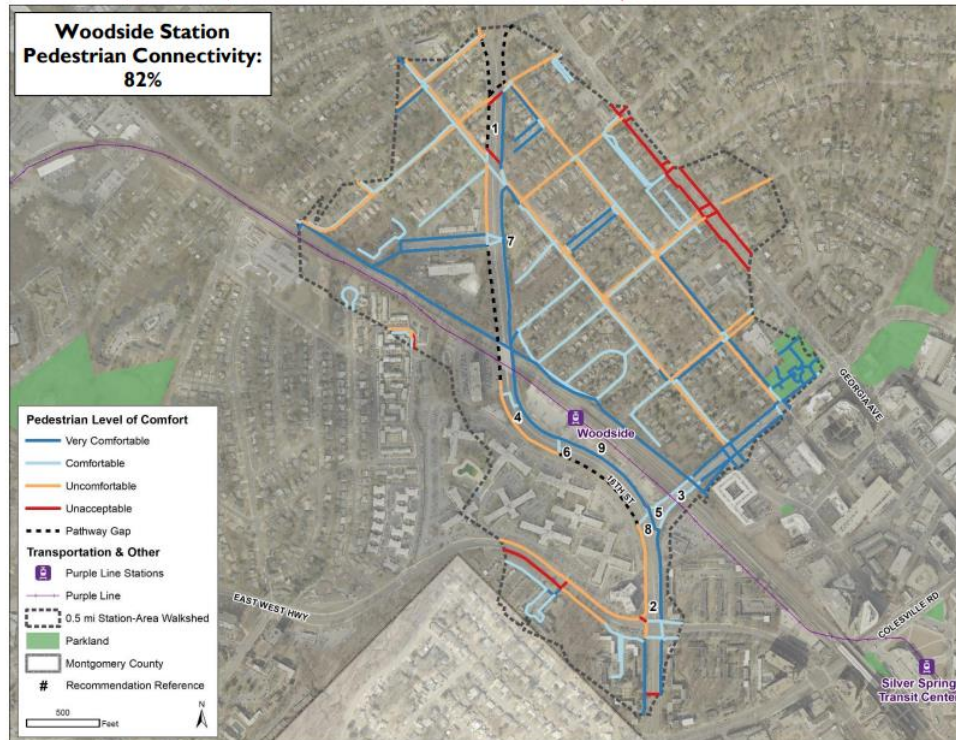 Woodside Station
Pedestrian Connectivity:
82%
1
7
GEORGIA AVE
4
Woodside
6
9
16TH ST
3
5
8
2
EAST WEST HWY
COLESVILLE RD
Silver Spring
Transit Center
Pedestrian Level of Comfort
Very Comfortable
Comfortable
Uncomfortable
Unacceptable
Pathway Gap
Transportation & Other
Purple Line Stations
Purple Line
0.5 mi Station-Area Walkshed
Parkland
Montgomery County
# Recommendation Reference
500
Feet
N